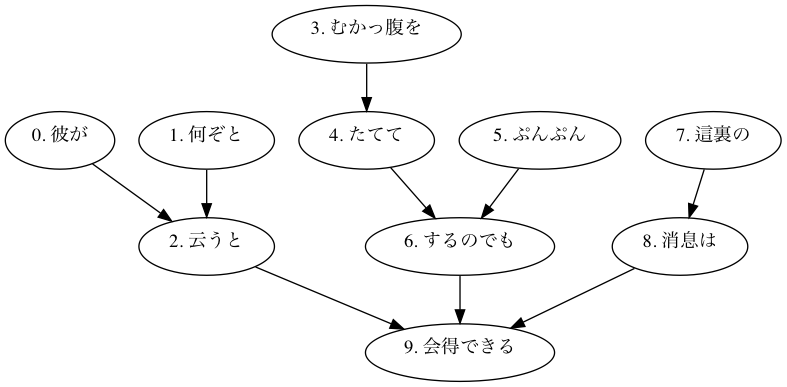 3. むかっ腹を
0. 彼が
1. 何ぞと
4. たてて
5. ぷんぷん
7. 這裏の
2. 云うと
6. するのでも
8. 消息は
9. 会得できる